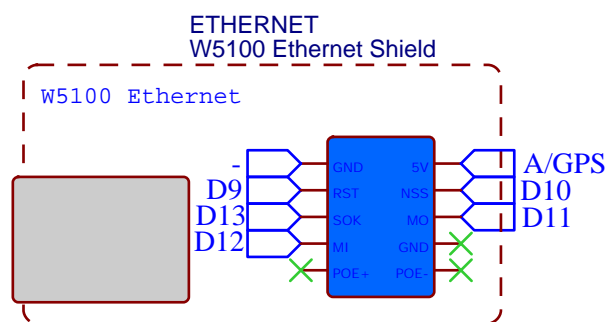 ETHERNET
W5100 Ethernet Shield
W5100 Ethernet
- GND 5V A/GPS
D9 RST NSS D10
D13 SOK MO D11
D12 MI GND
POE+ POE-